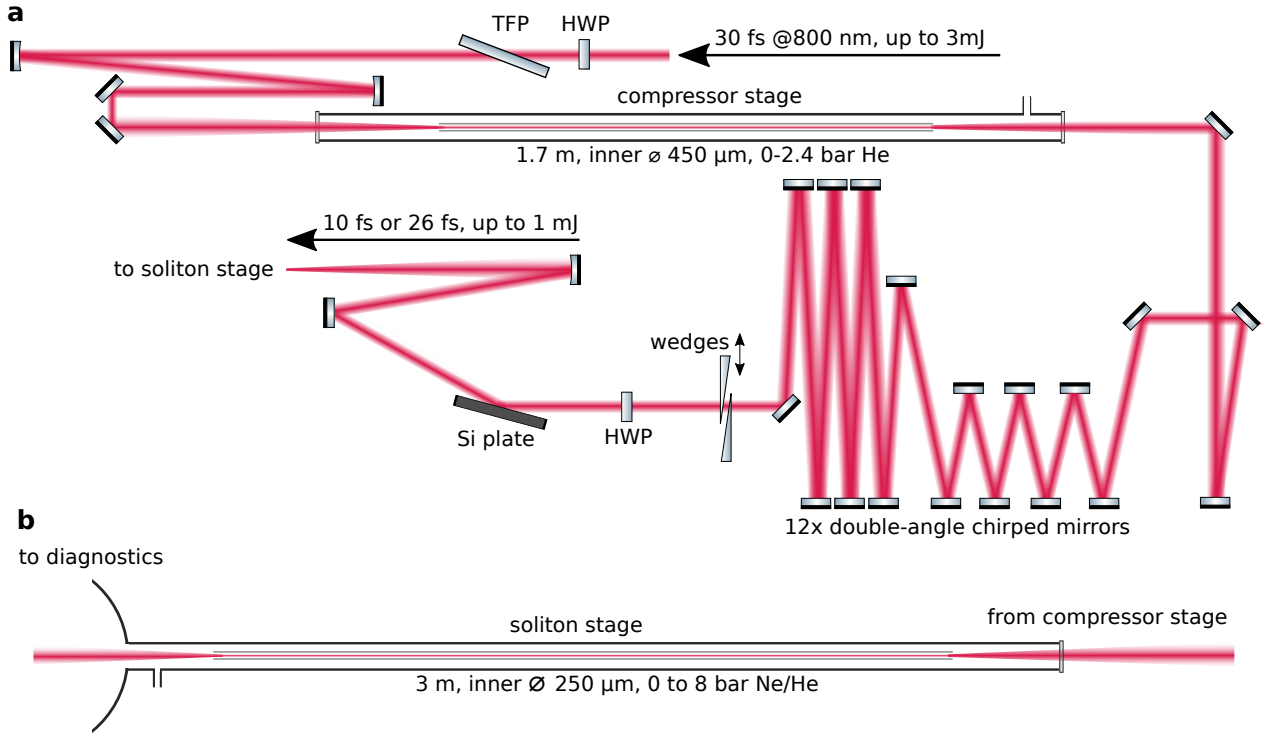 a
TFP
HWP
30 fs @800 nm, up to 3mJ
compressor stage
1.7 m, inner ⌀ 450 μm, 0-2.4 bar He
10 fs or 26 fs, up to 1 mJ
to soliton stage
wedges
Si plate
HWP
12x double-angle chirped mirrors
b
to diagnostics
soliton stage
from compressor stage
3 m, inner Ø 250 μm, 0 to 8 bar Ne/He